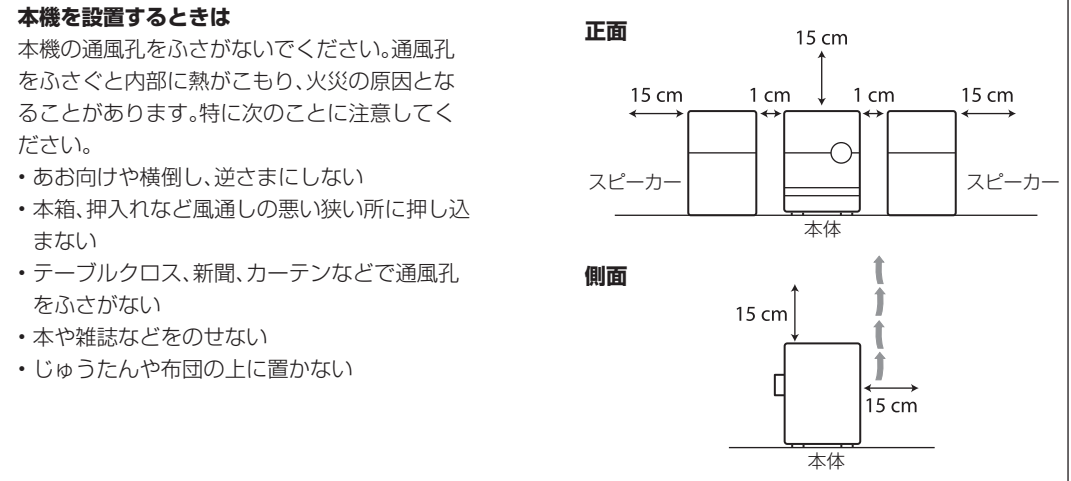 本機を設置するときは
本機の通風孔をふさがないでください。通風孔
をふさぐと内部に熱がこもり、火災の原因とな
ることがあります。特に次のことに注意してく
ださい。
・あお向けや横倒し、逆さまにしない
・本箱、押入れなど風通しの悪い狭い所に押し込
まない
・テーブルクロス、新聞、カーテンなどで通風孔
をふさがない
・本や雑誌などをのせない
・じゅうたんや布団の上に置かない
正面
15 cm
15 cm
1 cm
1 cm
15 cm
スピーカー
スピーカー
本体
側面
15 cm
15 cm
本体